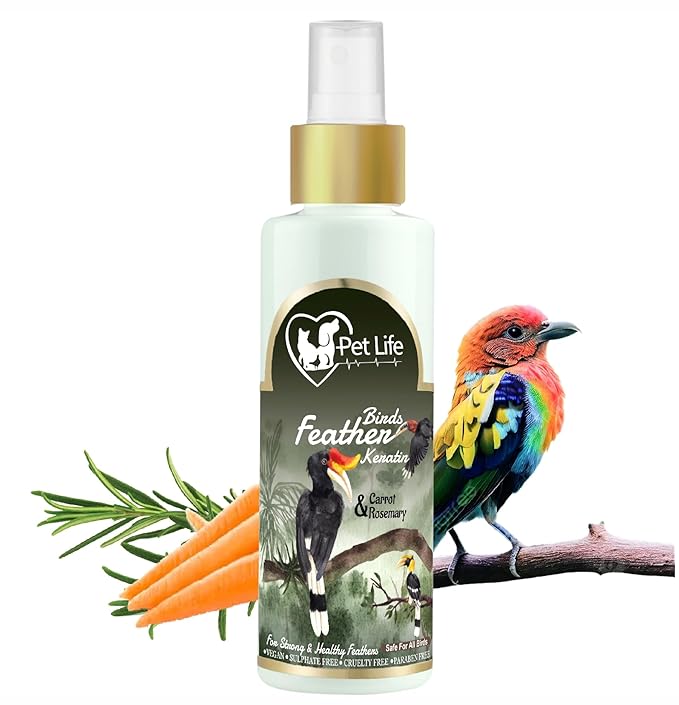 Pet Life
Birds
Feather
Keratin
Carrot
& Rosemary
For Strong & Healthy Feathers
Safe For All Birds
•VEGAN • SULPHATE FREE • CRUELTY FREE • PARABEN FREE